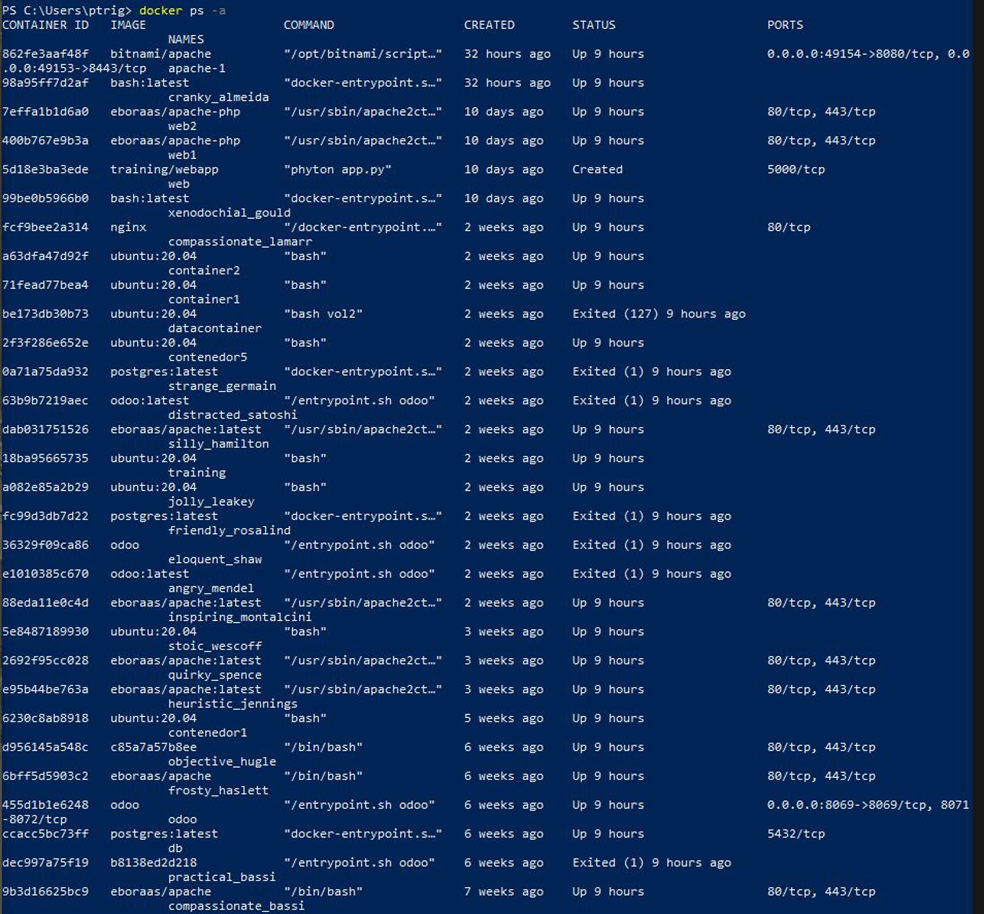 PS C:\Users\ptrig> docker ps -a
CONTAINER ID   IMAGE                   COMMAND                  CREATED        STATUS                     PORTS
                       NAMES
862fe3aaf48f   bitnami/apache          "/opt/bitnami/script…"   32 hours ago   Up 9 hours                 0.0.0.0:49154->8080/tcp, 0.0
.0.0:49153->8443/tcp   apache-1
98a95ff7d2af   bash:latest             "docker-entrypoint.s…"   32 hours ago   Up 9 hours
                       cranky_almeida
7effa1b1d6a0   eboraas/apache-php      "/usr/sbin/apache2ct…"   10 days ago    Up 9 hours                 80/tcp, 443/tcp
                       web2
400b767e9b3a   eboraas/apache-php      "/usr/sbin/apache2ct…"   10 days ago    Up 9 hours                 80/tcp, 443/tcp
                       web1
5d18e3ba3ede   training/webapp         "phyton app.py"          10 days ago    Created                    5000/tcp
                       web
99be0b5966b0   bash:latest             "docker-entrypoint.s…"   10 days ago    Up 9 hours
                       xenodochial_gould
fcf9bee2a314   nginx                   "/docker-entrypoint.…"   2 weeks ago    Up 9 hours                 80/tcp
                       compassionate_lamarr
a63dfa47d92f   ubuntu:20.04            "bash"                   2 weeks ago    Up 9 hours
                       container2
71fead77bea4   ubuntu:20.04            "bash"                   2 weeks ago    Up 9 hours
                       container1
be173db30b73   ubuntu:20.04            "bash vol2"              2 weeks ago    Exited (127) 9 hours ago
                       datacontainer
2f3f286e652e   ubuntu:20.04            "bash"                   2 weeks ago    Up 9 hours
                       contenedor5
0a71a75da932   postgres:latest         "docker-entrypoint.s…"   2 weeks ago    Exited (1) 9 hours ago
                       strange_germain
63b9b7219aec   odoo:latest             "/entrypoint.sh odoo"    2 weeks ago    Exited (1) 9 hours ago
                       distracted_satoshi
dab031751526   eboraas/apache:latest   "/usr/sbin/apache2ct…"   2 weeks ago    Up 9 hours                 80/tcp, 443/tcp
                       silly_hamilton
18ba95665735   ubuntu:20.04            "bash"                   2 weeks ago    Up 9 hours
                       training
a082e85a2b29   ubuntu:20.04            "bash"                   2 weeks ago    Up 9 hours
                       jolly_leakey
fc99d3db7d22   postgres:latest         "docker-entrypoint.s…"   2 weeks ago    Exited (1) 9 hours ago
                       friendly_rosalind
36329f09ca86   odoo                    "/entrypoint.sh odoo"    2 weeks ago    Exited (1) 9 hours ago
                       eloquent_shaw
e1010385c670   odoo:latest             "/entrypoint.sh odoo"    2 weeks ago    Exited (1) 9 hours ago
                       angry_mendel
88eda11e0c4d   eboraas/apache:latest   "/usr/sbin/apache2ct…"   2 weeks ago    Up 9 hours                 80/tcp, 443/tcp
                       inspiring_montalcini
5e8487189930   ubuntu:20.04            "bash"                   3 weeks ago    Up 9 hours
                       stoic_wescoff
2692f95cc028   eboraas/apache:latest   "/usr/sbin/apache2ct…"   3 weeks ago    Up 9 hours                 80/tcp, 443/tcp
                       quirky_spence
e95b44be763a   eboraas/apache:latest   "/usr/sbin/apache2ct…"   3 weeks ago    Up 9 hours                 80/tcp, 443/tcp
                       heuristic_jennings
6230c8ab8918   ubuntu:20.04            "bash"                   5 weeks ago    Up 9 hours
                       contenedor1
d956145a548c   c85a7a57b8ee            "/bin/bash"              6 weeks ago    Up 9 hours                 80/tcp, 443/tcp
                       objective_hugle
6bff5d5903c2   eboraas/apache          "/bin/bash"              6 weeks ago    Up 9 hours                 80/tcp, 443/tcp
                       frosty_haslett
455d1b1e6248   odoo                    "/entrypoint.sh odoo"    6 weeks ago    Up 9 hours                 0.0.0.0:8069->8069/tcp, 8071
-8072/tcp              odoo
ccacc5bc73ff   postgres:latest         "docker-entrypoint.s…"   6 weeks ago    Up 9 hours                 5432/tcp
                       db
dec997a75f19   b8138ed2d218            "/entrypoint.sh odoo"    6 weeks ago    Exited (1) 9 hours ago
                       practical_bassi
9b3d16625bc9   eboraas/apache          "/bin/bash"              7 weeks ago    Up 9 hours                 80/tcp, 443/tcp
                       compassionate_bassi